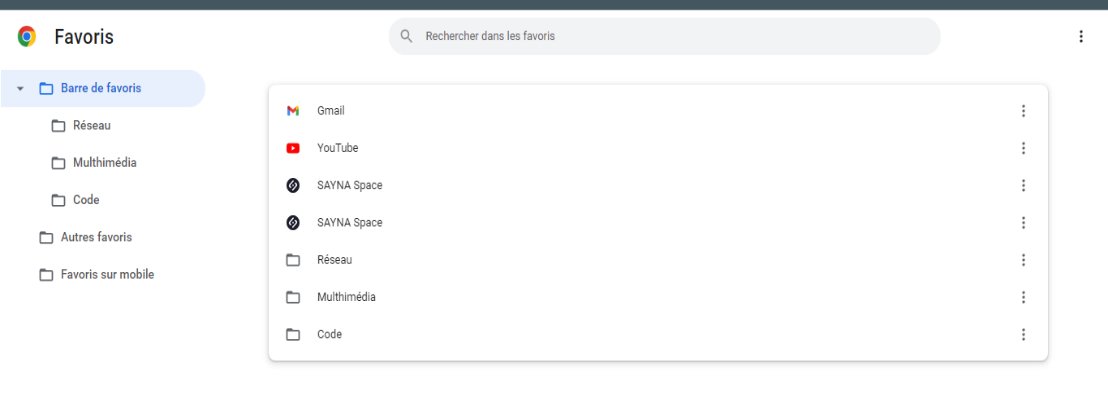 Favoris
Rechercher dans les favoris
Barre de favoris
Réseau
Multhimédia
Code
Autres favoris
Favoris sur mobile
Gmail
YouTube
SAYNA Space
SAYNA Space
Réseau
Multhimédia
Code